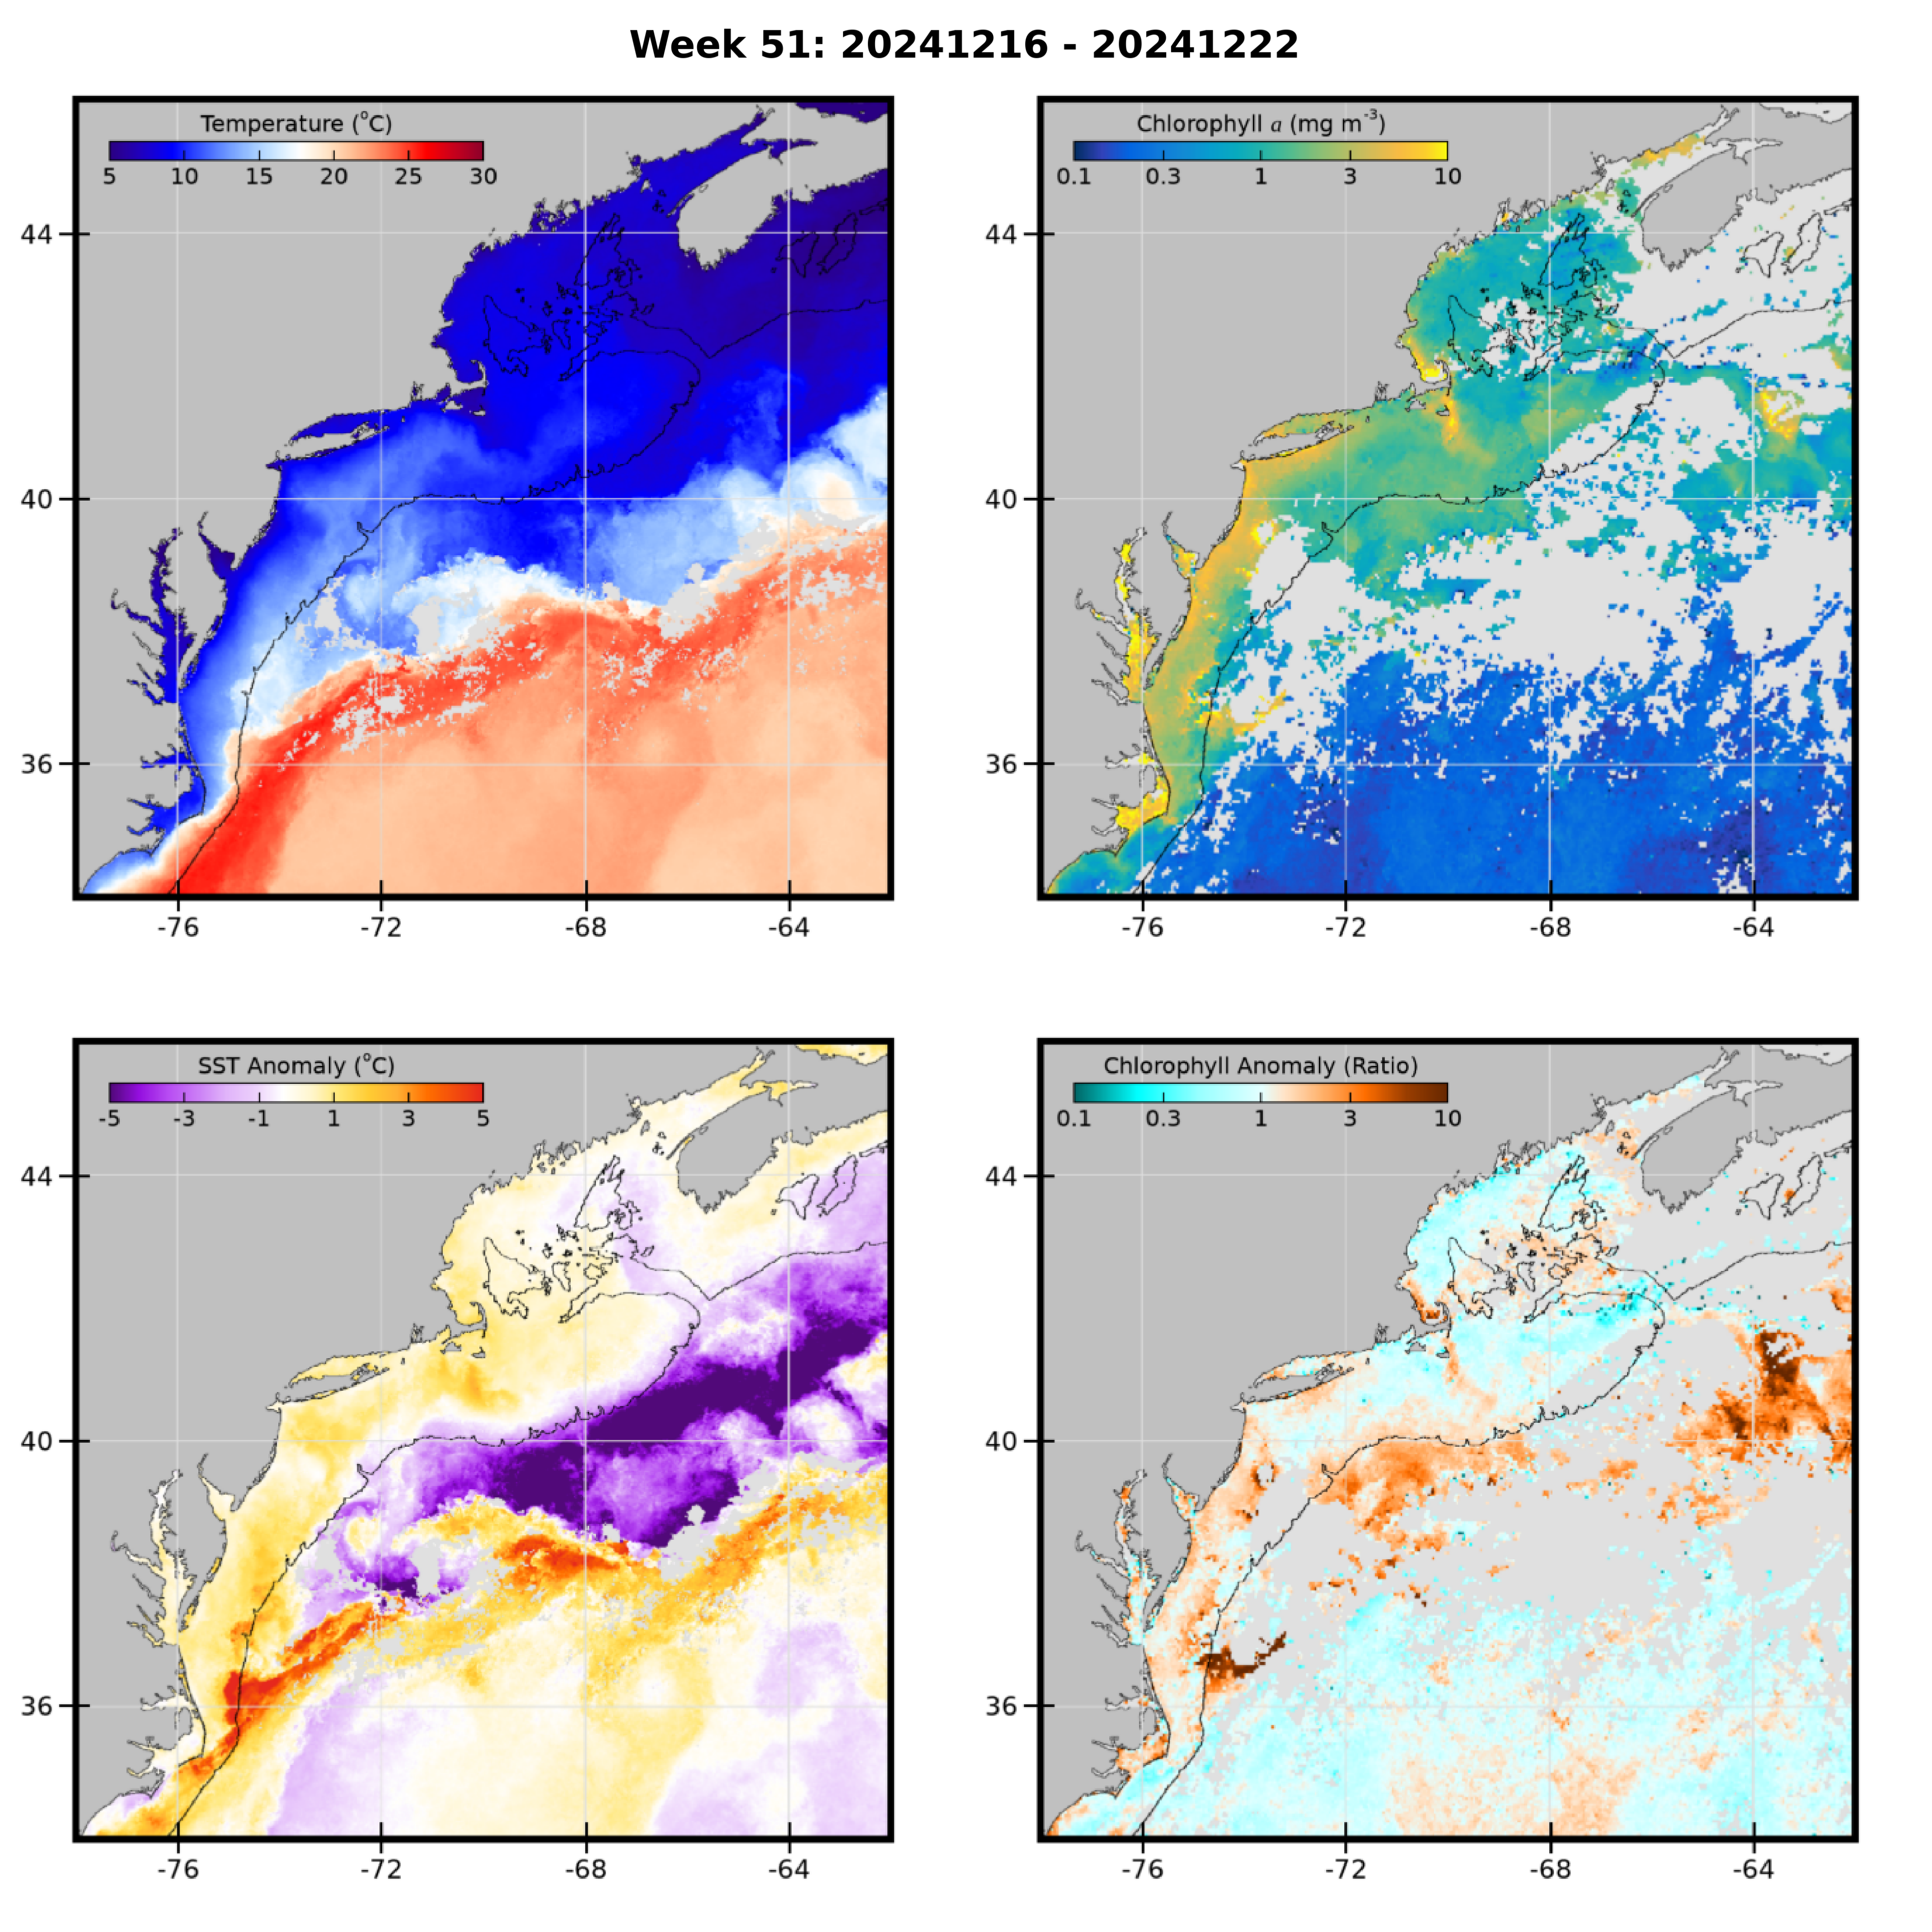 Week 51: 20241216 - 20241222
Temperature (°C)
5 10 15 20 25 30
44
40
36
-76 -72 -68 -64
Chlorophyll a (mg m⁻³)
0.1 0.3 1 3 10
44
40
36
-76 -72 -68 -64
SST Anomaly (°C)
-5 -3 -1 1 3 5
44
40
36
-76 -72 -68 -64
Chlorophyll Anomaly (Ratio)
0.1 0.3 1 3 10
44
40
36
-76 -72 -68 -64